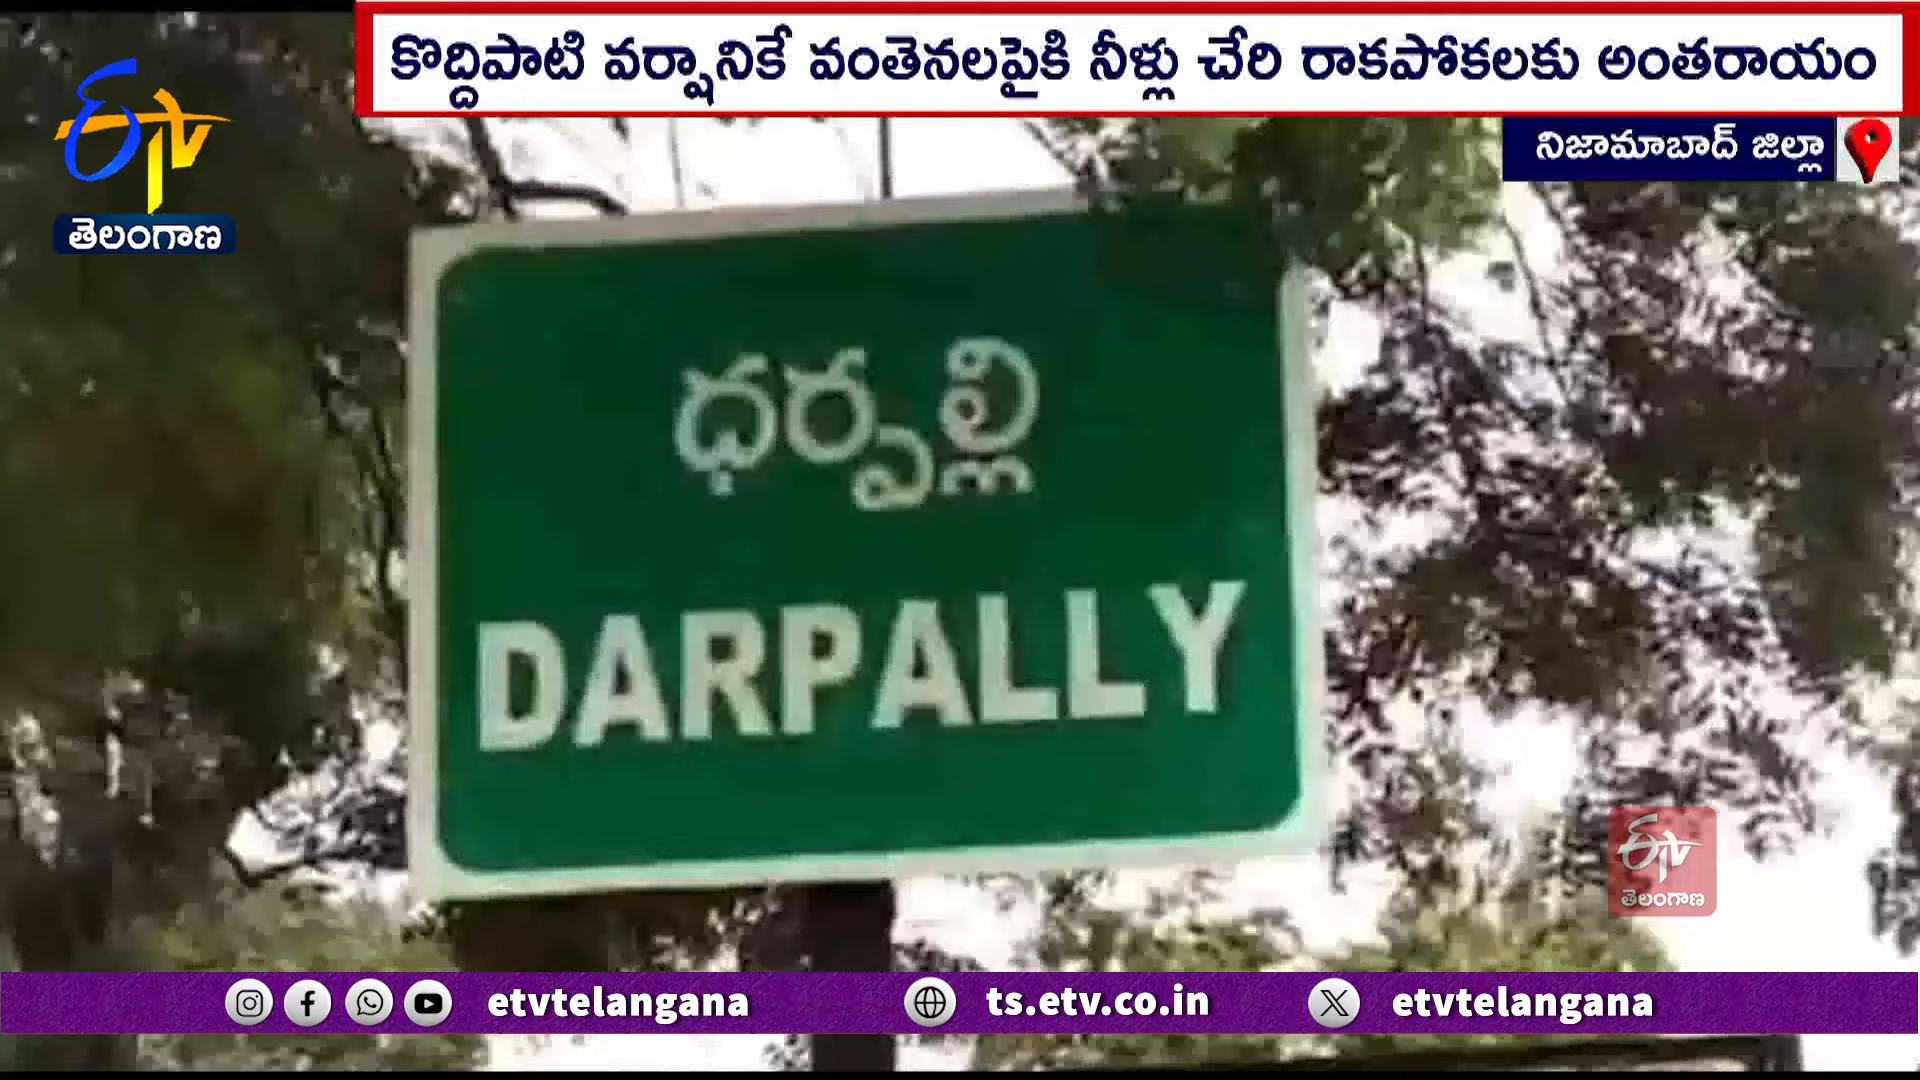 కొద్దిపాటి వర్షానికే వంతెనలపైకి నీళ్లు చేరి రాకపోకలకు అంతరాయం
నిజామాబాద్ జిల్లా
ETV
తెలంగాణ
ధర్పల్లి
DARPALLY
ETV
తెలంగాణ
etvtelangana ts.etv.co.in etvtelangana